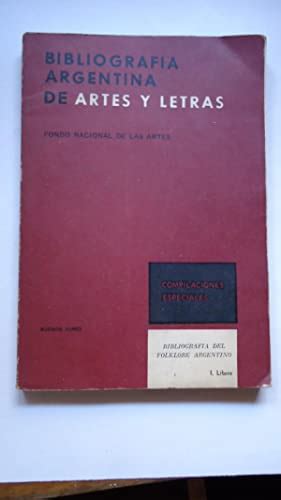 BIBLIOGRAFIA
ARGENTINA
DE ARTES Y LETRAS
FONDO NACIONAL DE LAS ARTES
COMPILACIONES
ESPECIALES
BUENOS AIRES
BIBLIOGRAFIA DEL
FOLKLORE ARGENTINO
I. Libros